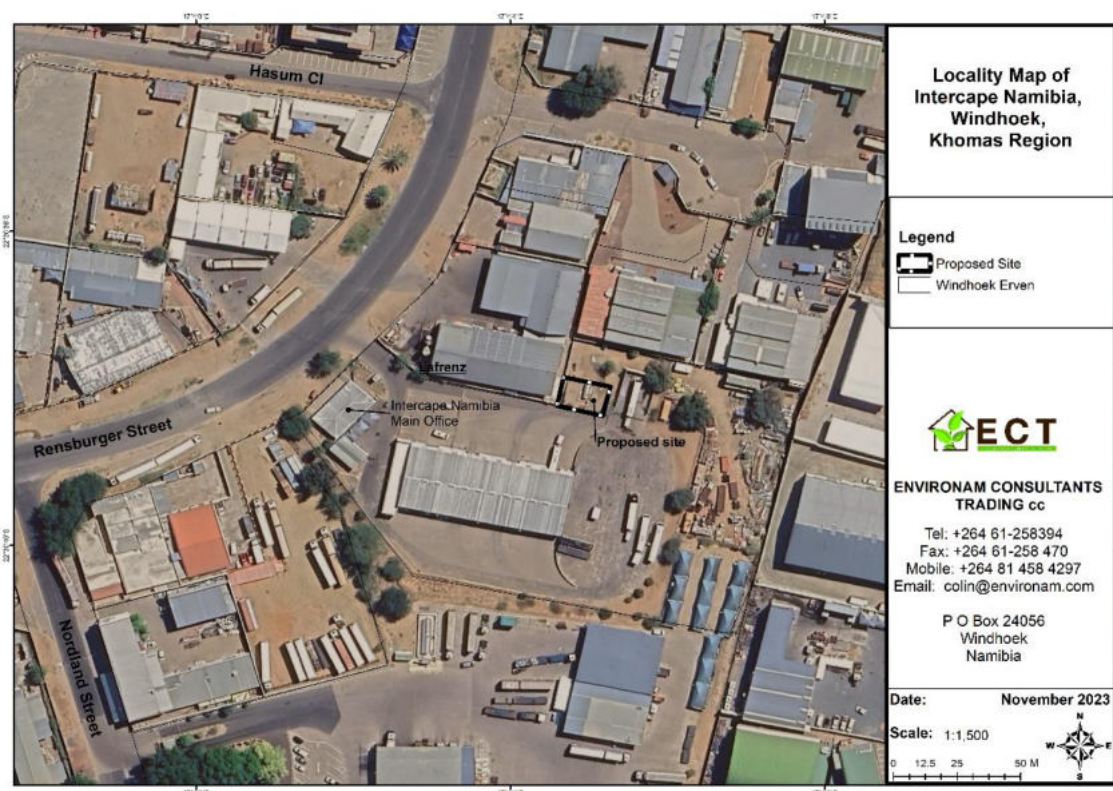 Hasum Cl
Lafrenz
Intercape Namibia
Main Office
Rensburger Street
Proposed site
Nordland Street
Locality Map of
Intercape Namibia,
Windhoek,
Khomas Region
Legend
Proposed Site
Windhoek Erven
ECT
ENVIRONAM CONSULTANTS
TRADING cc
Tel: +264 61-258394
Fax: +264 61-258 470
Mobile: +264 81 458 4297
Email: colin@environam.com
P O Box 24056
Windhoek
Namibia
Date: November 2023
Scale: 1:1,500
N
W E
S
0 12.5 25 50 M